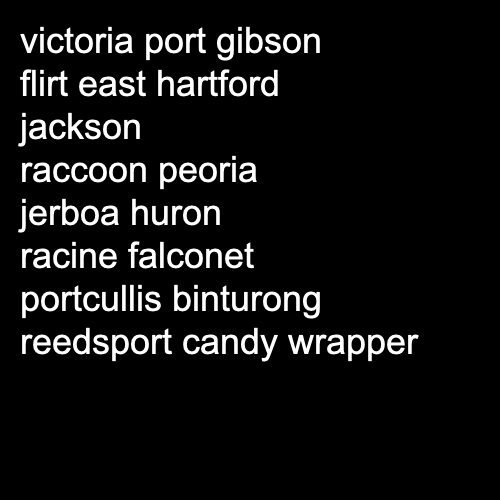 victoria port gibson
flirt east hartford
jackson
raccoon peoria
jerboa huron
racine falconet
portcullis binturong
reedsport candy wrapper